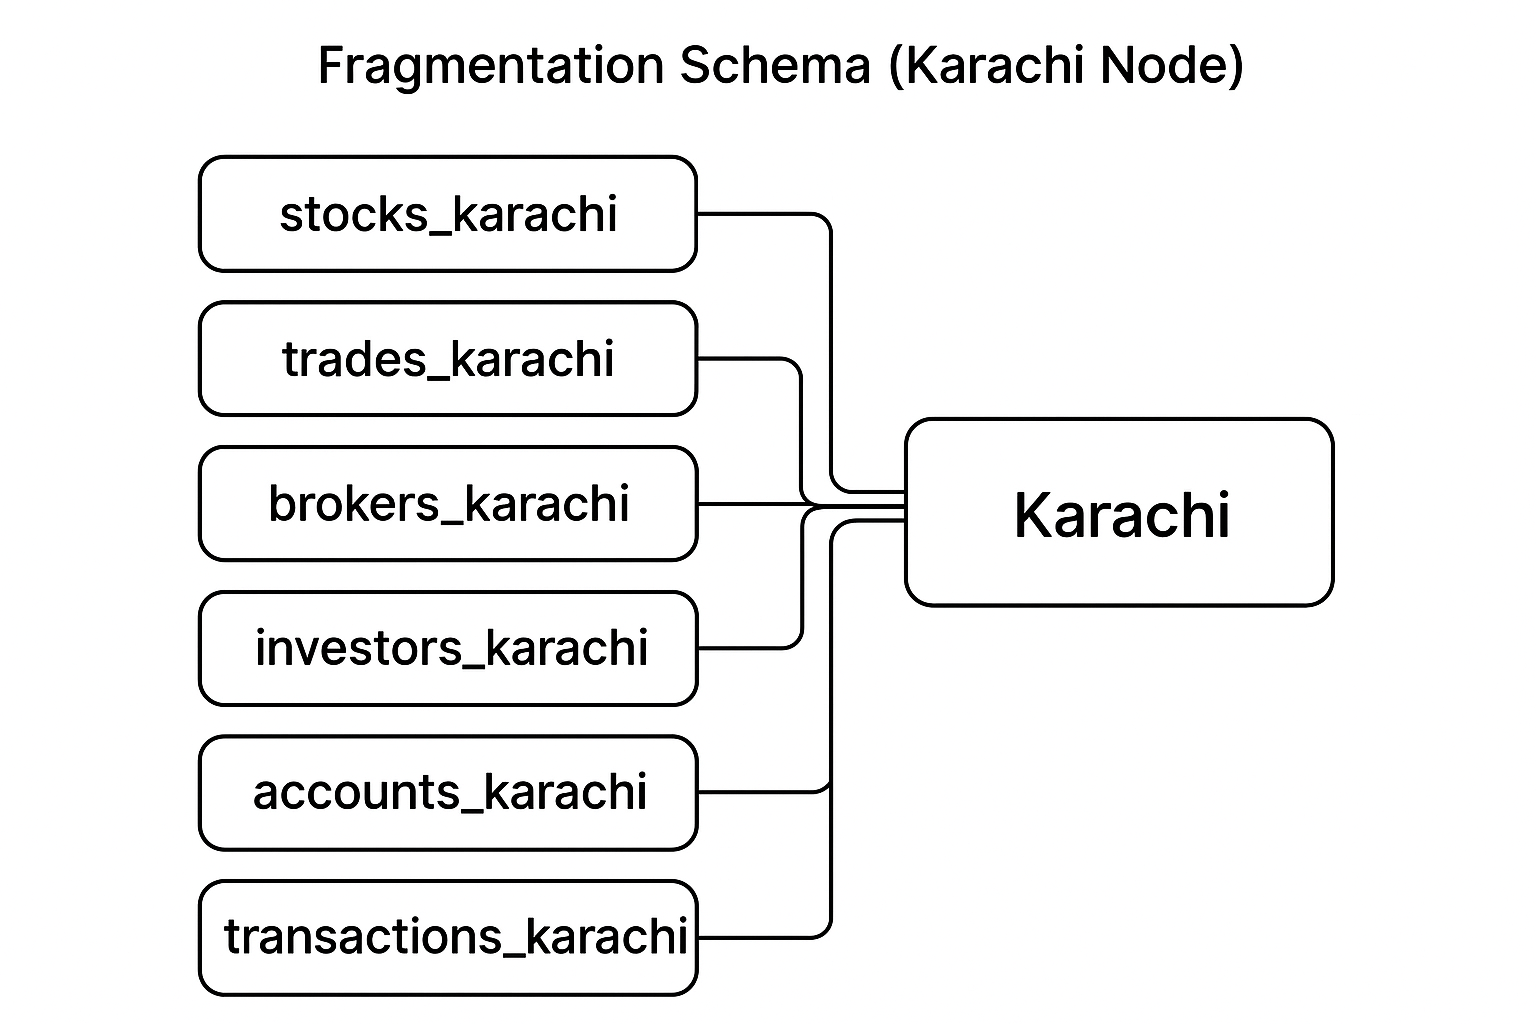 Fragmentation Schema (Karachi Node)
stocks_karachi
trades_karachi
brokers_karachi
investors_karachi
accounts_karachi
transactions_karachi
Karachi